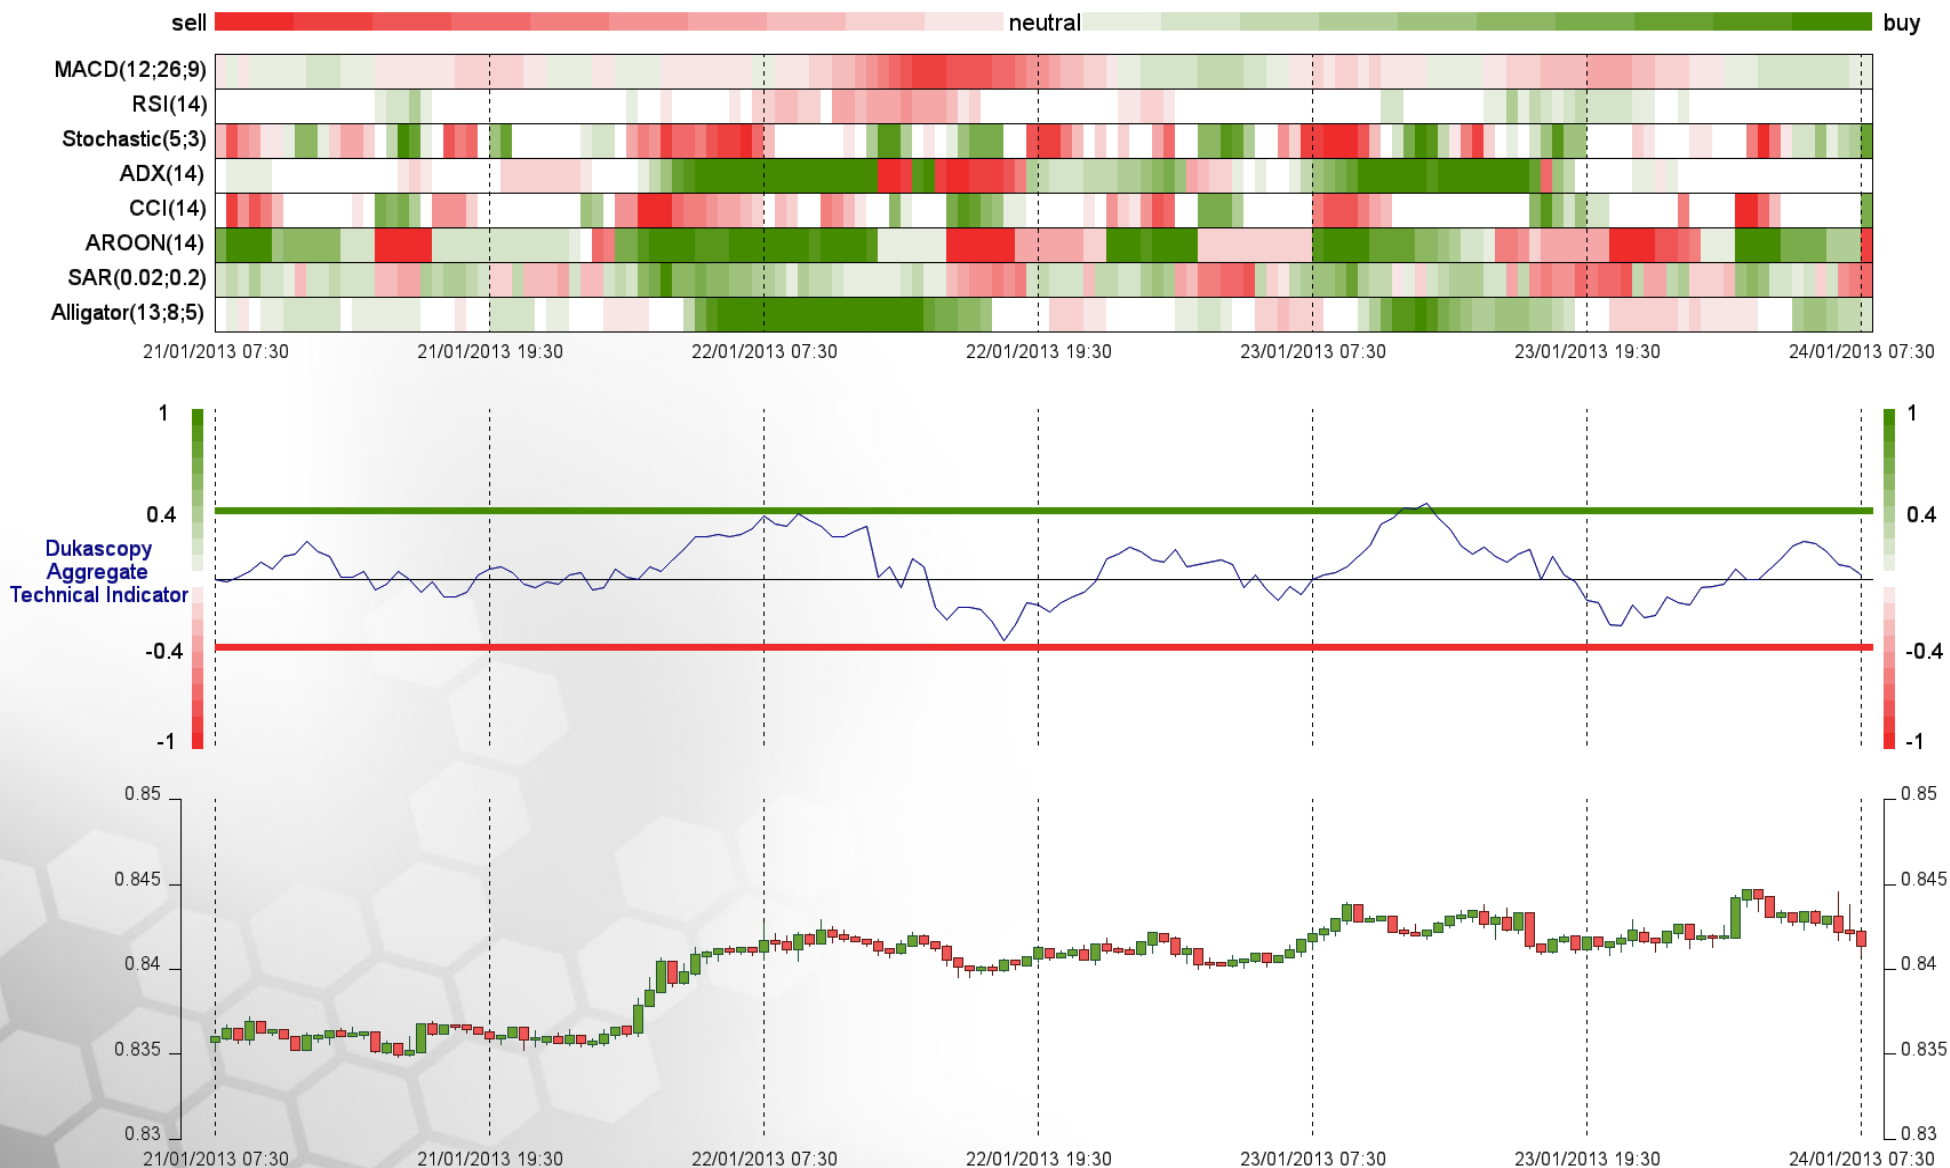 sell neutral buy
MACD(12;26;9)
RSI(14)
Stochastic(5;3)
ADX(14)
CCI(14)
AROON(14)
SAR(0.02;0.2)
Alligator(13;8;5)
21/01/2013 07:30 21/01/2013 19:30 22/01/2013 07:30 22/01/2013 19:30 23/01/2013 07:30 23/01/2013 19:30 24/01/2013 07:30
1 1
0.4 0.4
Dukascopy
Aggregate
Technical Indicator
-0.4 -0.4
-1 -1
0.85 0.85
0.845 0.845
0.84 0.84
0.835 0.835
0.83 0.83
21/01/2013 07:30 21/01/2013 19:30 22/01/2013 07:30 22/01/2013 19:30 23/01/2013 07:30 23/01/2013 19:30 24/01/2013 07:30